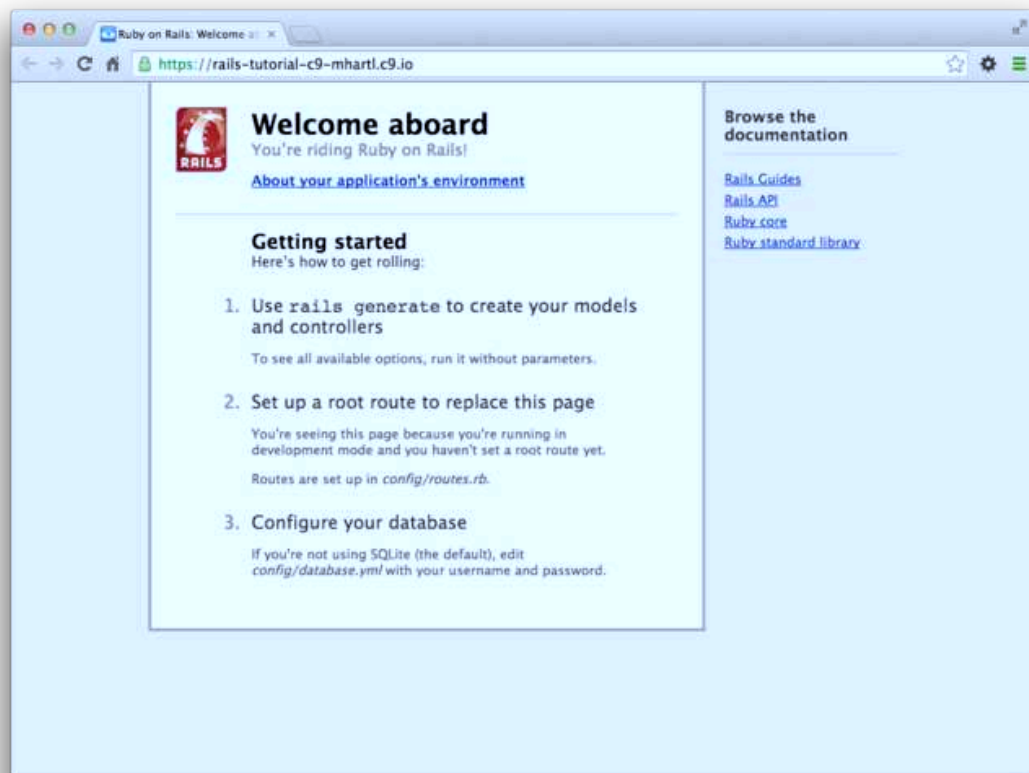 Ruby on Rails: Welcome a
https://rails-tutorial-c9-mhartl.c9.io
RAILS
Welcome aboard
You're riding Ruby on Rails!
About your application's environment
Getting started
Here's how to get rolling:
1. Use rails generate to create your models
and controllers
To see all available options, run it without parameters.
2. Set up a root route to replace this page
You're seeing this page because you're running in
development mode and you haven't set a root route yet.
Routes are set up in config/routes.rb.
3. Configure your database
If you're not using SQLite (the default), edit
config/database.yml with your username and password.
Browse the
documentation
Rails Guides
Rails API
Ruby core
Ruby standard library